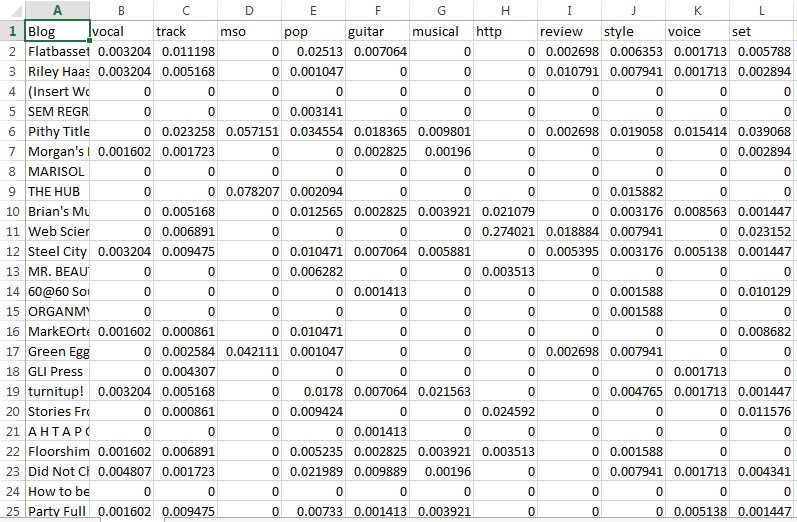 A B C D E F G H I J K L
1 Blog vocal track mso pop guitar musical http review style voice set
2 Flatbasset 0.003204 0.011198 0 0.02513 0.007064 0 0 0.002698 0.006353 0.001713 0.005788
3 Riley Haas 0.003204 0.005168 0 0.001047 0 0 0 0.010791 0.007941 0.001713 0.002894
4 (Insert Wo 0 0 0 0 0 0 0 0 0 0 0
5 SEM REGR 0 0 0 0.003141 0 0 0 0 0 0 0
6 Pithy Title 0 0.023258 0.057151 0.034554 0.018365 0.009801 0 0.002698 0.019058 0.015414 0.039068
7 Morgan's 0.001602 0.001723 0 0 0.002825 0.00196 0 0 0 0 0.002894
8 MARISOL 0 0 0 0 0 0 0 0 0 0 0
9 THE HUB 0 0 0.078207 0.002094 0 0 0 0 0.015882 0 0
10 Brian's Mu 0 0.005168 0 0.012565 0.002825 0.003921 0.021079 0 0.003176 0.008563 0.001447
11 Web Scier 0 0.006891 0 0 0 0 0.274021 0.018884 0.007941 0 0.023152
12 Steel City 0.003204 0.009475 0 0.010471 0.007064 0.005881 0 0.005395 0.003176 0.005138 0.001447
13 MR. BEAU 0 0 0 0.006282 0 0 0.003513 0 0 0 0
14 60@60 Sou 0 0 0 0 0.001413 0 0 0 0.001588 0 0.010129
15 ORGANMY 0 0 0 0 0 0 0 0 0.001588 0 0
16 MarkEOrte 0.001602 0.000861 0 0.010471 0 0 0 0 0 0 0.008682
17 Green Egg 0 0.002584 0.042111 0.001047 0 0 0 0.002698 0.007941 0 0
18 GLI Press 0 0.004307 0 0 0 0 0 0 0 0.001713 0
19 turnitup! 0.003204 0.005168 0 0.0178 0.007064 0.021563 0 0 0.004765 0.001713 0.001447
20 Stories Fro 0 0.000861 0 0.009424 0 0 0.024592 0 0 0 0.011576
21 A H T A P O 0 0 0 0 0.001413 0 0 0 0 0 0
22 Floorshim 0.001602 0.006891 0 0.005235 0.002825 0.003921 0.003513 0 0.001588 0 0
23 Did Not Ch 0.004807 0.001723 0 0.021989 0.009889 0.00196 0 0 0.007941 0.001713 0.004341
24 How to be 0 0 0 0 0 0 0 0 0 0 0
25 Party Full 0.001602 0.009475 0 0.00733 0.001413 0.003921 0 0 0 0.005138 0.001447